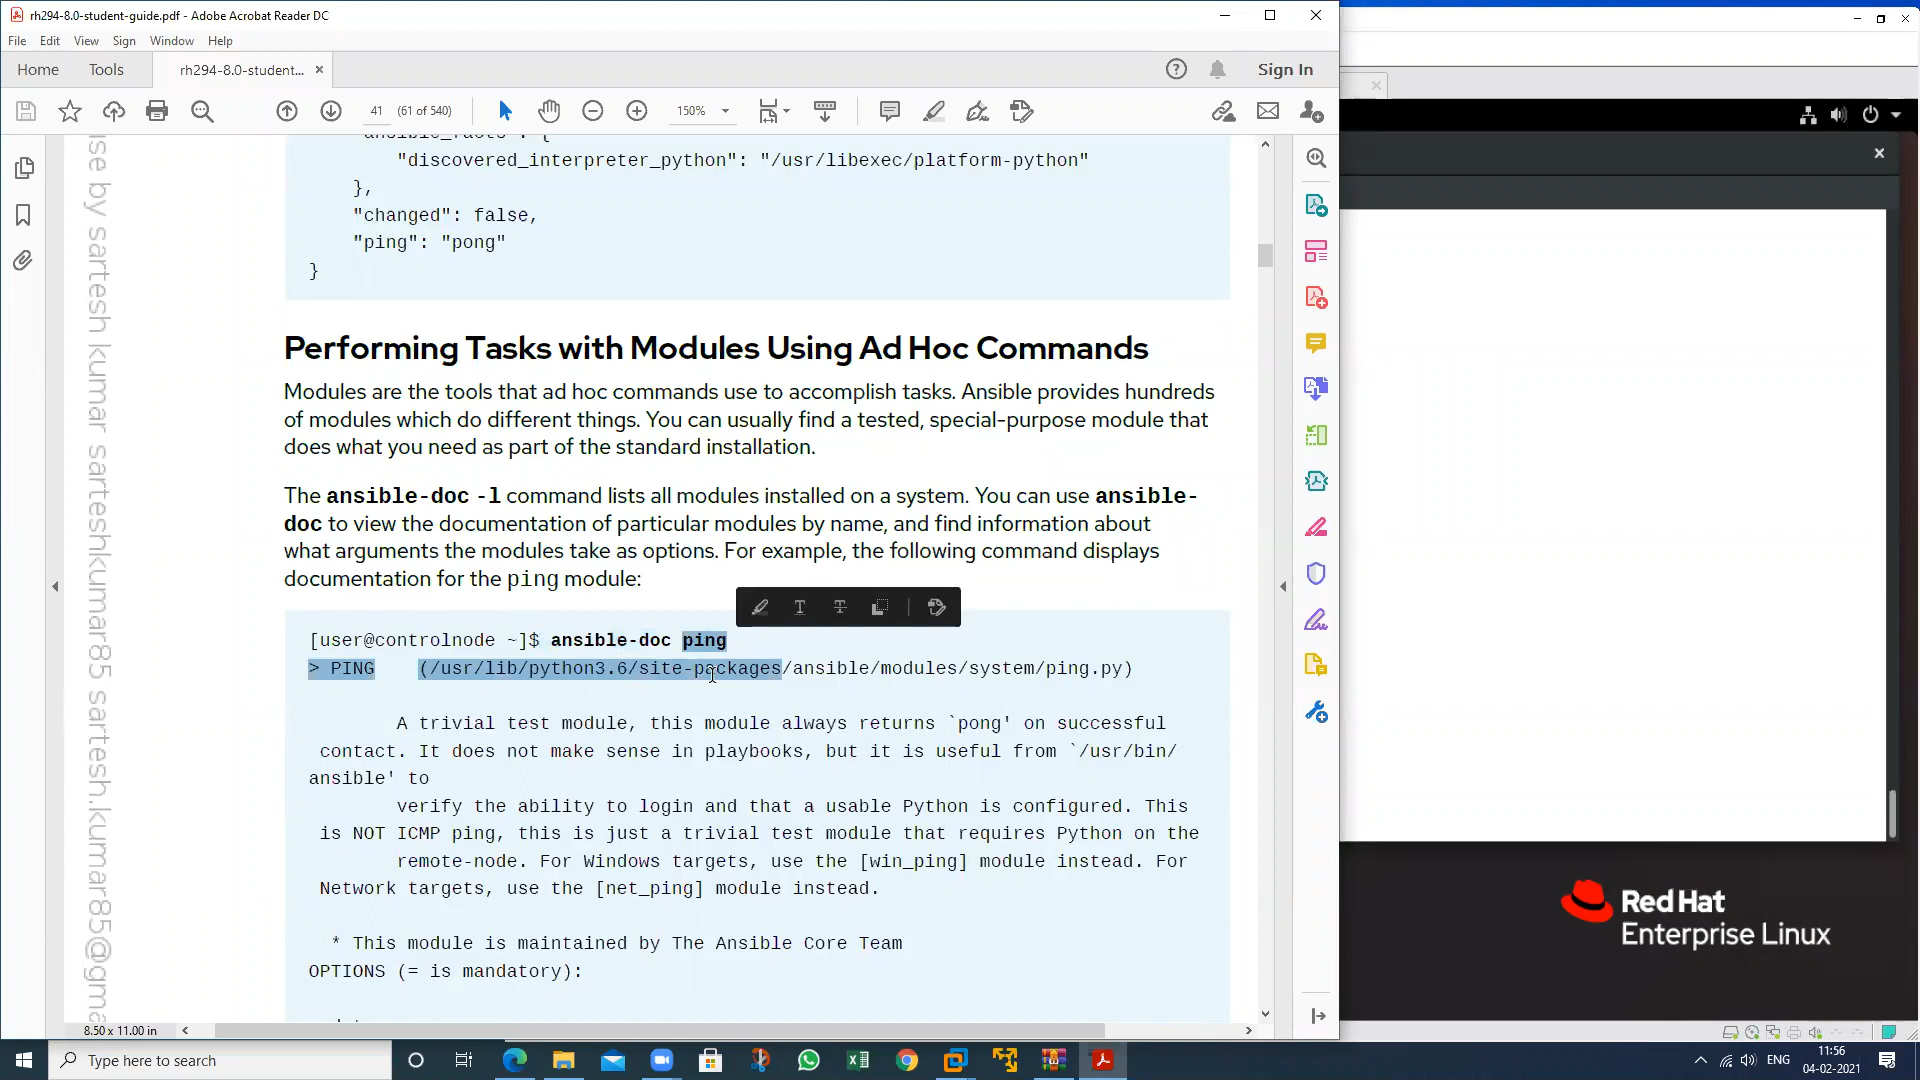 rh294-8.0-student-guide.pdf - Adobe Acrobat Reader DC
File Edit View Sign Window Help
Home Tools rh294-8.0-student... Sign In
41 (61 of 540) 150%
"discovered_interpreter_python": "/usr/libexec/platform-python"
},
"changed": false,
"ping": "pong"
}
Performing Tasks with Modules Using Ad Hoc Commands
Modules are the tools that ad hoc commands use to accomplish tasks. Ansible provides hundreds
of modules which do different things. You can usually find a tested, special-purpose module that
does what you need as part of the standard installation.
The ansible-doc -l command lists all modules installed on a system. You can use ansible-
doc to view the documentation of particular modules by name, and find information about
what arguments the modules take as options. For example, the following command displays
documentation for the ping module:
[user@controlnode ~]$ ansible-doc ping
> PING (/usr/lib/python3.6/site-packages/ansible/modules/system/ping.py)
A trivial test module, this module always returns `pong' on successful
contact. It does not make sense in playbooks, but it is useful from `/usr/bin/
ansible' to
verify the ability to login and that a usable Python is configured. This
is NOT ICMP ping, this is just a trivial test module that requires Python on the
remote-node. For Windows targets, use the [win_ping] module instead. For
Network targets, use the [net_ping] module instead.
* This module is maintained by The Ansible Core Team
OPTIONS (= is mandatory):
8.50 x 11.00 in
se by sartesh kumar sarteshkumar85 sartesh.kumar85@gma
Red Hat
Enterprise Linux
Type here to search
ENG
11:56
04-02-2021